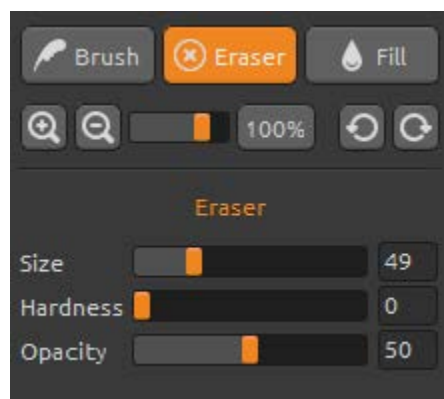 Brush Eraser Fill
100%
Eraser
Size 49
Hardness 0
Opacity 50